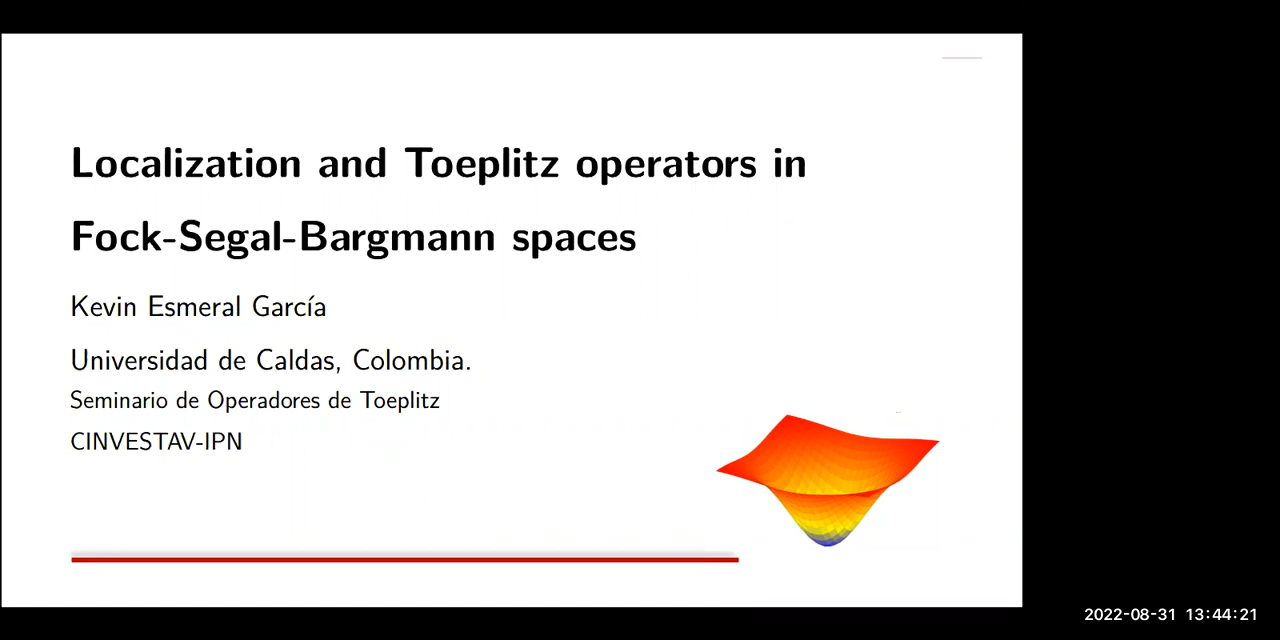 Localization and Toeplitz operators in
Fock-Segal-Bargmann spaces
Kevin Esmeral García
Universidad de Caldas, Colombia.
Seminario de Operadores de Toeplitz
CINVESTAV-IPN
2022-08-31 13:44:21